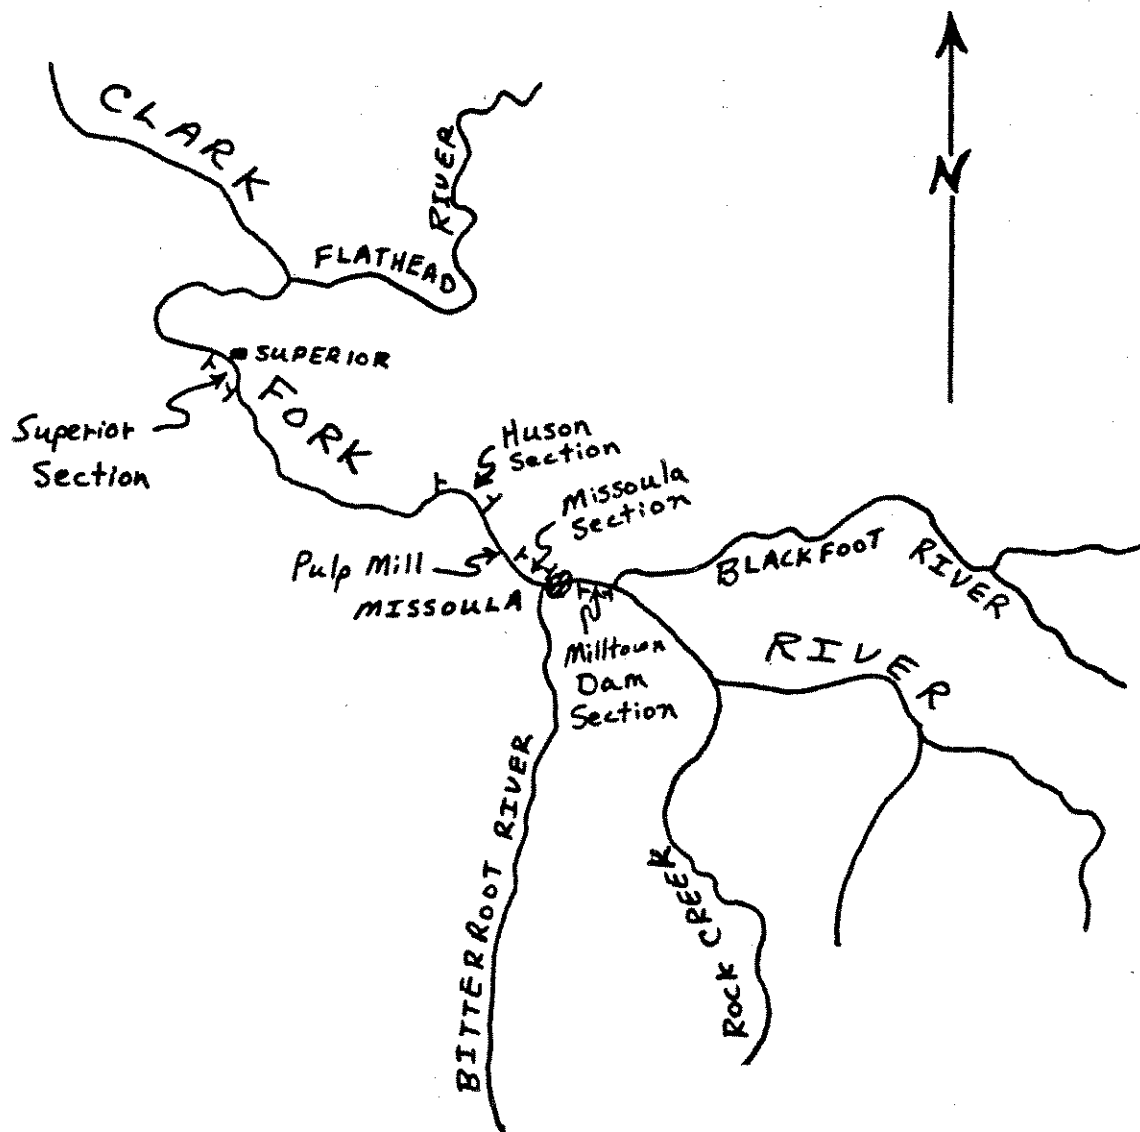 CLARK
RIVER
N
FLATHEAD
SUPERIOR
FORK
Superior
Section
Huson
Section
Missoula
Section
Pulp Mill
MISSOULA
BLACKFOOT
RIVER
RIVER
Milltown
Dam
Section
BITTERROOT RIVER
ROCK CREEK